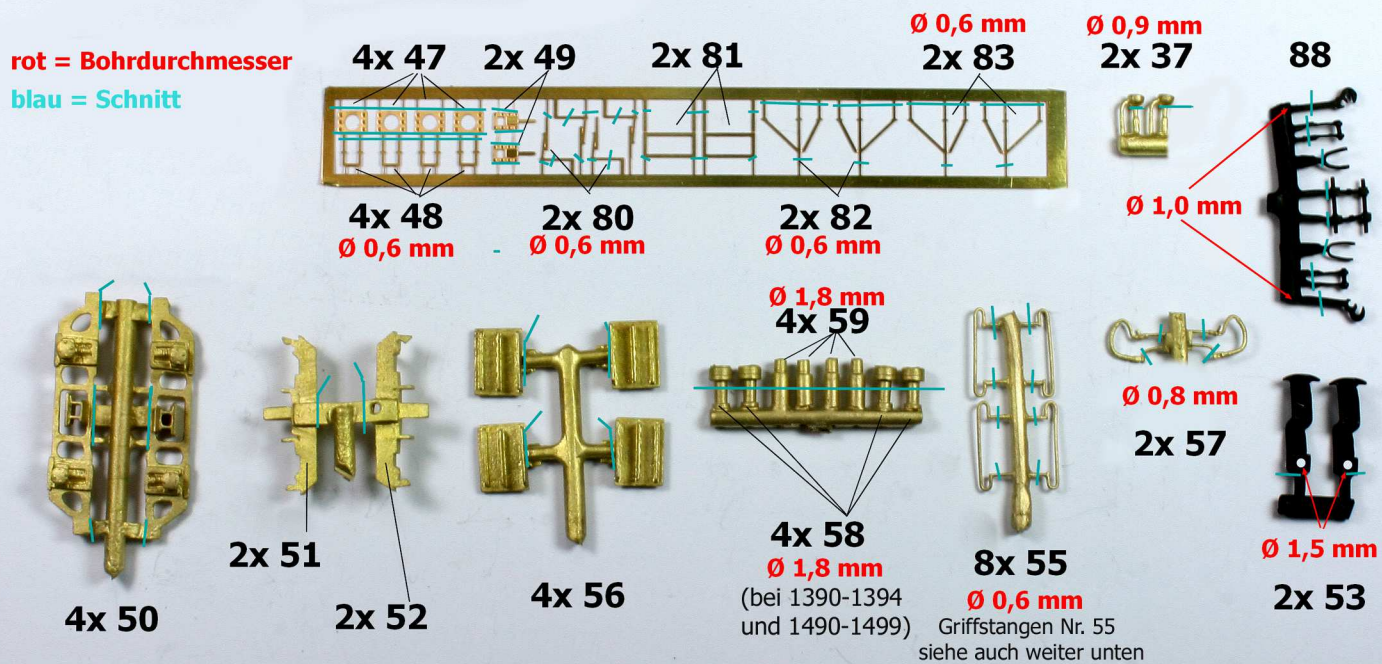 rot = Bohrdurchmesser
blau = Schnitt
4x 47
2x 49
2x 81
Ø 0,6 mm
2x 83
Ø 0,9 mm
2x 37
88
4x 48
Ø 0,6 mm
2x 80
Ø 0,6 mm
2x 82
Ø 0,6 mm
Ø 1,0 mm
Ø 1,8 mm
4x 59
Ø 0,8 mm
2x 57
2x 51
2x 52
4x 50
4x 56
4x 58
Ø 1,8 mm
(bei 1390-1394
und 1490-1499)
8x 55
Ø 0,6 mm
Griffstangen Nr. 55
siehe auch weiter unten
Ø 1,5 mm
2x 53